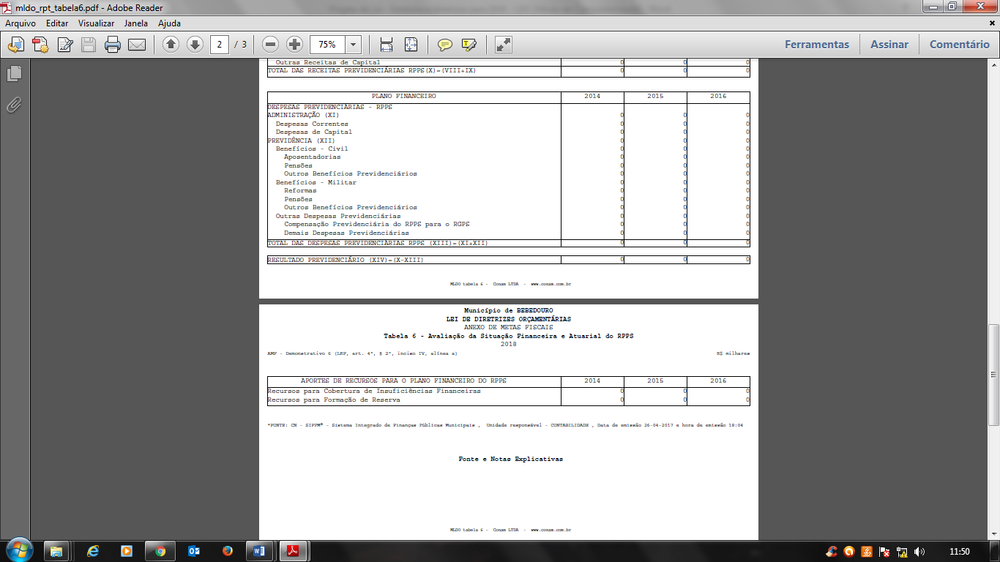 mldo_rpt_tabela6.pdf - Adobe Reader
Arquivo Editar Visualizar Janela Ajuda
2 / 3 75% Ferramentas Assinar Comentário
Outras Receitas de Capital 0 0 0
TOTAL DAS RECEITAS PREVIDENCIÁRIAS RPPS(X)=(VIII+IX) 0 0 0
PLANO FINANCEIRO 2014 2015 2016
DESPESAS PREVIDENCIÁRIAS - RPPS
ADMINISTRAÇÃO (XI) 0 0 0
Despesas Correntes 0 0 0
Despesas de Capital 0 0 0
PREVIDÊNCIA (XII) 0 0 0
Benefícios - Civil 0 0 0
Aposentadorias 0 0 0
Pensões 0 0 0
Outros Benefícios Previdenciários 0 0 0
Benefícios - Militar 0 0 0
Reformas 0 0 0
Pensões 0 0 0
Outros Benefícios Previdenciários 0 0 0
Outras Despesas Previdenciárias 0 0 0
Compensação Previdenciária do RPPS para o RGPS 0 0 0
Demais Despesas Previdenciárias 0 0 0
TOTAL DAS DESPESAS PREVIDENCIÁRIAS RPPS (XIII)=(XI+XII) 0 0 0
RESULTADO PREVIDENCIÁRIO (XIV)=(X-XIII) 0 0 0
MLDO tabela 6 - Conam LTDA - www.conam.com.br
Município de BEBEDOURO
LEI DE DIRETRIZES ORÇAMENTÁRIAS
ANEXO DE METAS FISCAIS
Tabela 6 - Avaliação da Situação Financeira e Atuarial do RPPS
2018
AMF - Demonstrativo 6 (LRF, art. 4º, § 2º, inciso IV, alínea a) R$ milhares
APORTES DE RECURSOS PARA O PLANO FINANCEIRO DO RPPS 2014 2015 2016
Recursos para Cobertura de Insuficiências Financeiras 0 0 0
Recursos para Formação de Reserva 0 0 0
*FONTE: CN - SIFPM® - Sistema Integrado de Finanças Públicas Municipais , Unidade responsável - CONTABILIDADE , Data de emissão 26-04-2017 e hora de emissão 18:04
Fonte e Notas Explicativas
MLDO tabela 6 - Conam LTDA - www.conam.com.br
11:50